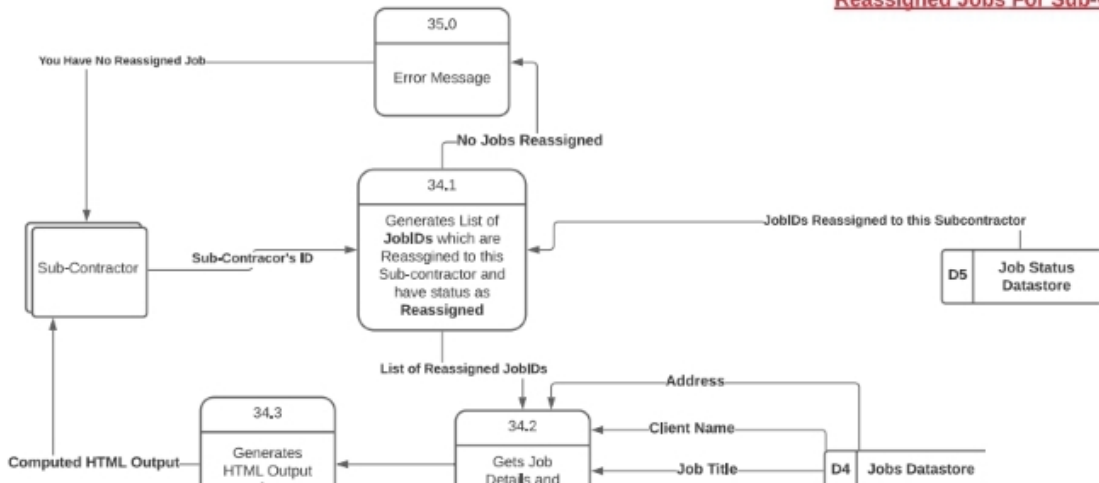 Reassigned Jobs For Sub-
35.0
Error Message
You Have No Reassigned Job
No Jobs Reassigned
34.1
Generates List of
JobIDs which are
Reassgined to this
Sub-contractor and
have status as
Reassigned
JobIDs Reassigned to this Subcontractor
D5
Job Status
Datastore
Sub-Contractor
Sub-Contracor's ID
List of Reassigned JobIDs
Address
34.3
Generates
HTML Output
34.2
Gets Job
Details and
Client Name
Job Title
D4
Jobs Datastore
Computed HTML Output